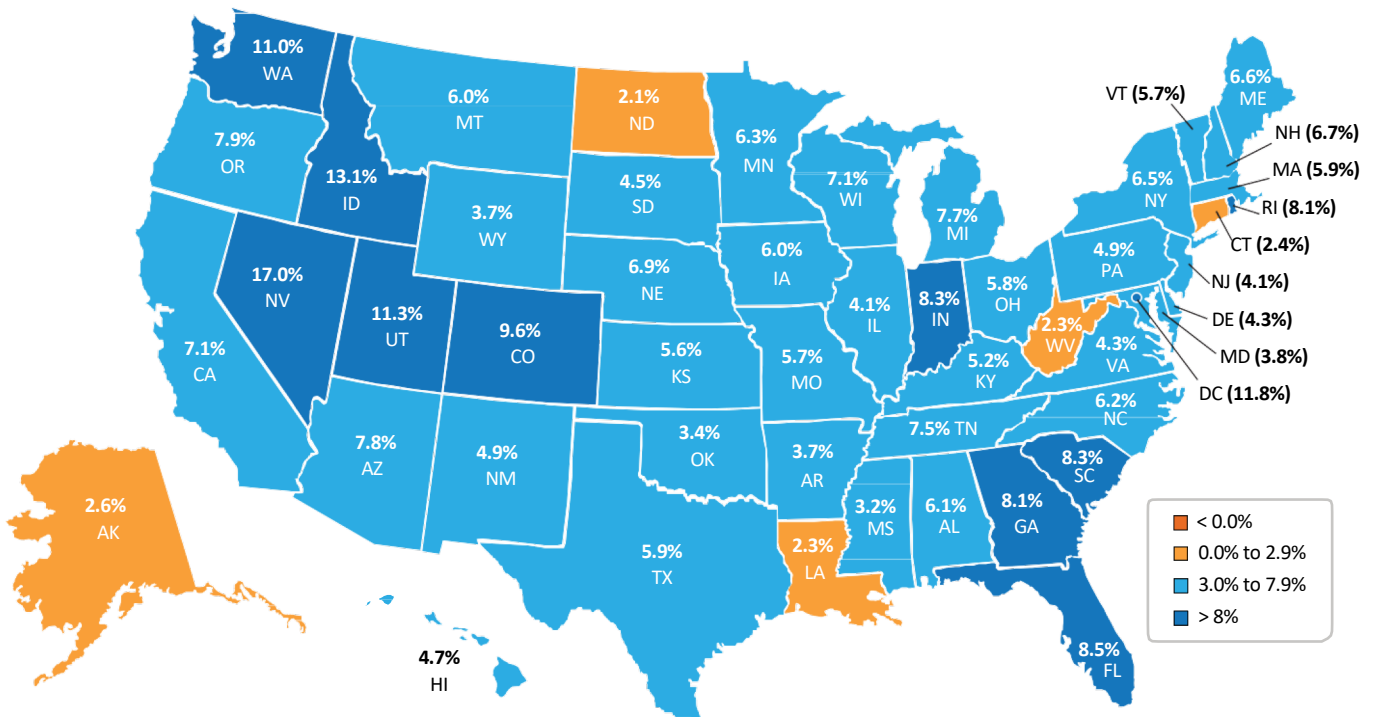 11.0%
WA
6.0%
MT
2.1%
ND
6.3%
MN
7.9%
OR
13.1%
ID
3.7%
WY
4.5%
SD
7.1%
WI
7.7%
MI
6.5%
NY
6.6%
ME
VT (5.7%)
NH (6.7%)
MA (5.9%)
RI (8.1%)
CT (2.4%)
NJ (4.1%)
DE (4.3%)
MD (3.8%)
DC (11.8%)
17.0%
NV
11.3%
UT
9.6%
CO
6.9%
NE
6.0%
IA
4.1%
IL
8.3%
IN
5.8%
OH
4.9%
PA
2.3%
WV
4.3%
VA
7.1%
CA
5.6%
KS
5.7%
MO
5.2%
KY
6.2%
NC
7.5% TN
7.8%
AZ
4.9%
NM
3.4%
OK
3.7%
AR
8.3%
SC
3.2%
MS
6.1%
AL
8.1%
GA
2.6%
AK
5.9%
TX
2.3%
LA
8.5%
FL
4.7%
HI
< 0.0%
0.0% to 2.9%
3.0% to 7.9%
> 8%